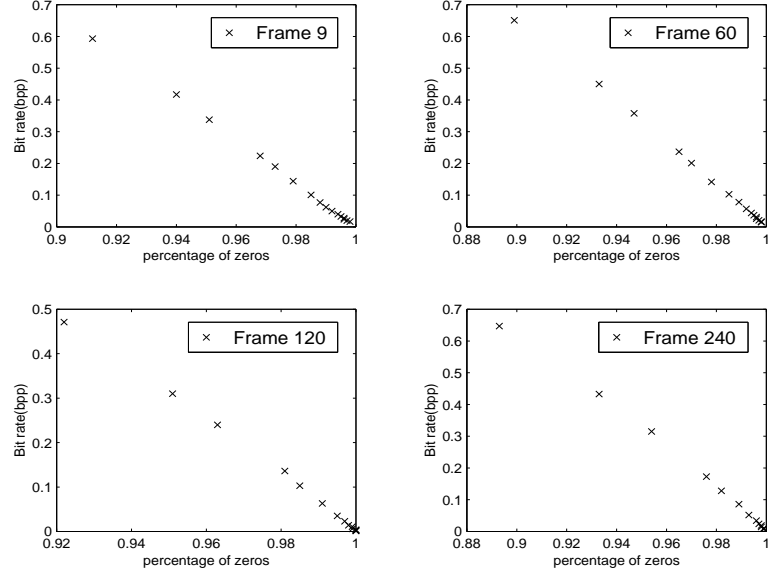 0.7
0.6
0.5
0.4
0.3
0.2
0.1
0
Bit rate(bpp)
× Frame 9
0.9 0.92 0.94 0.96 0.98 1
percentage of zeros
0.7
0.6
0.5
0.4
0.3
0.2
0.1
0
Bit rate(bpp)
× Frame 60
0.88 0.9 0.92 0.94 0.96 0.98 1
percentage of zeros
0.5
0.4
0.3
0.2
0.1
0
Bit rate(bpp)
× Frame 120
0.92 0.94 0.96 0.98 1
percentage of zeros
0.7
0.6
0.5
0.4
0.3
0.2
0.1
0
Bit rate(bpp)
× Frame 240
0.88 0.9 0.92 0.94 0.96 0.98 1
percentage of zeros